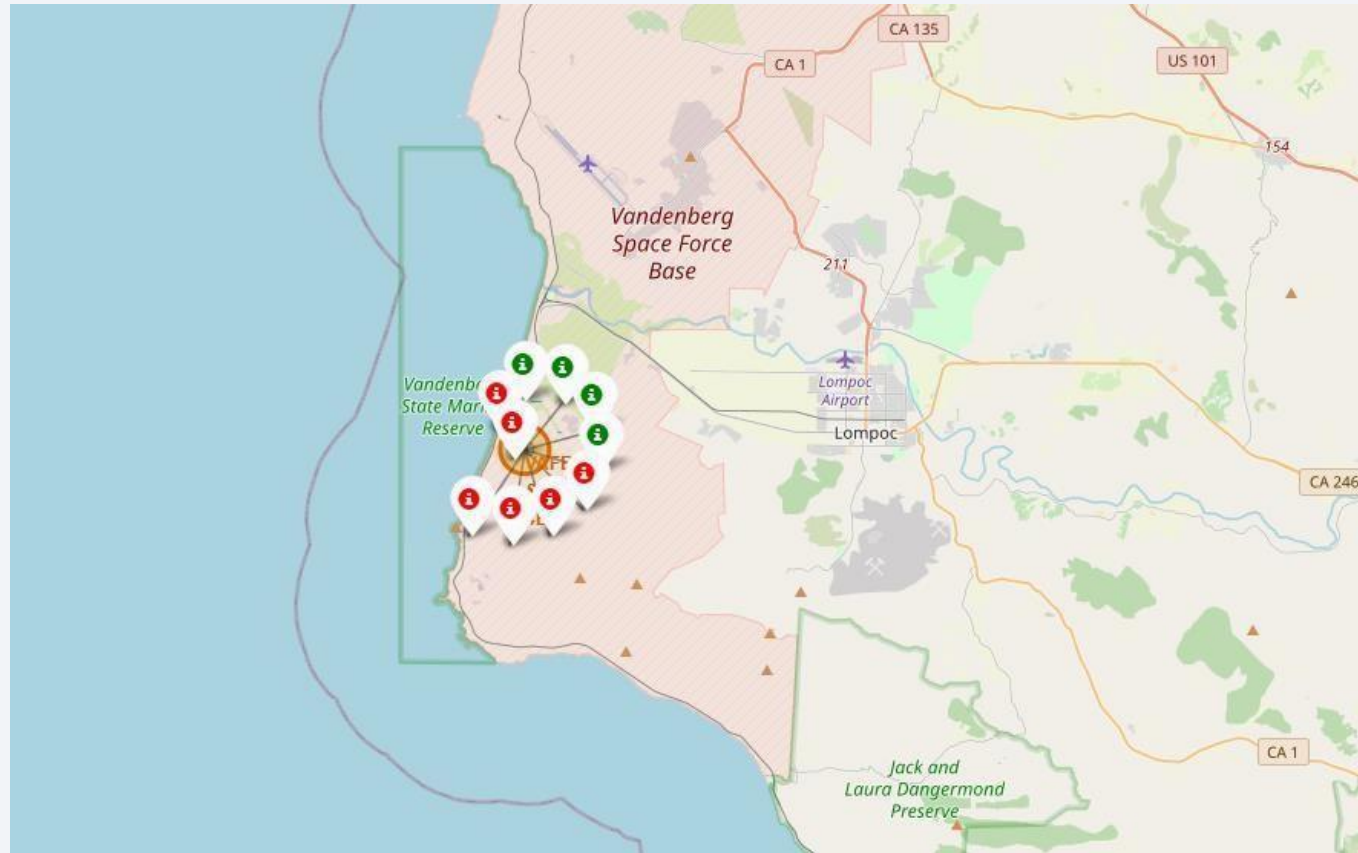 CA 135
CA 1
US 101
154
Vandenberg
Space Force
Base
211
Lompoc
Airport
Reserve
Lompoc
CA 246
CA 1
Jack and
Laura Dangermond
Preserve
State